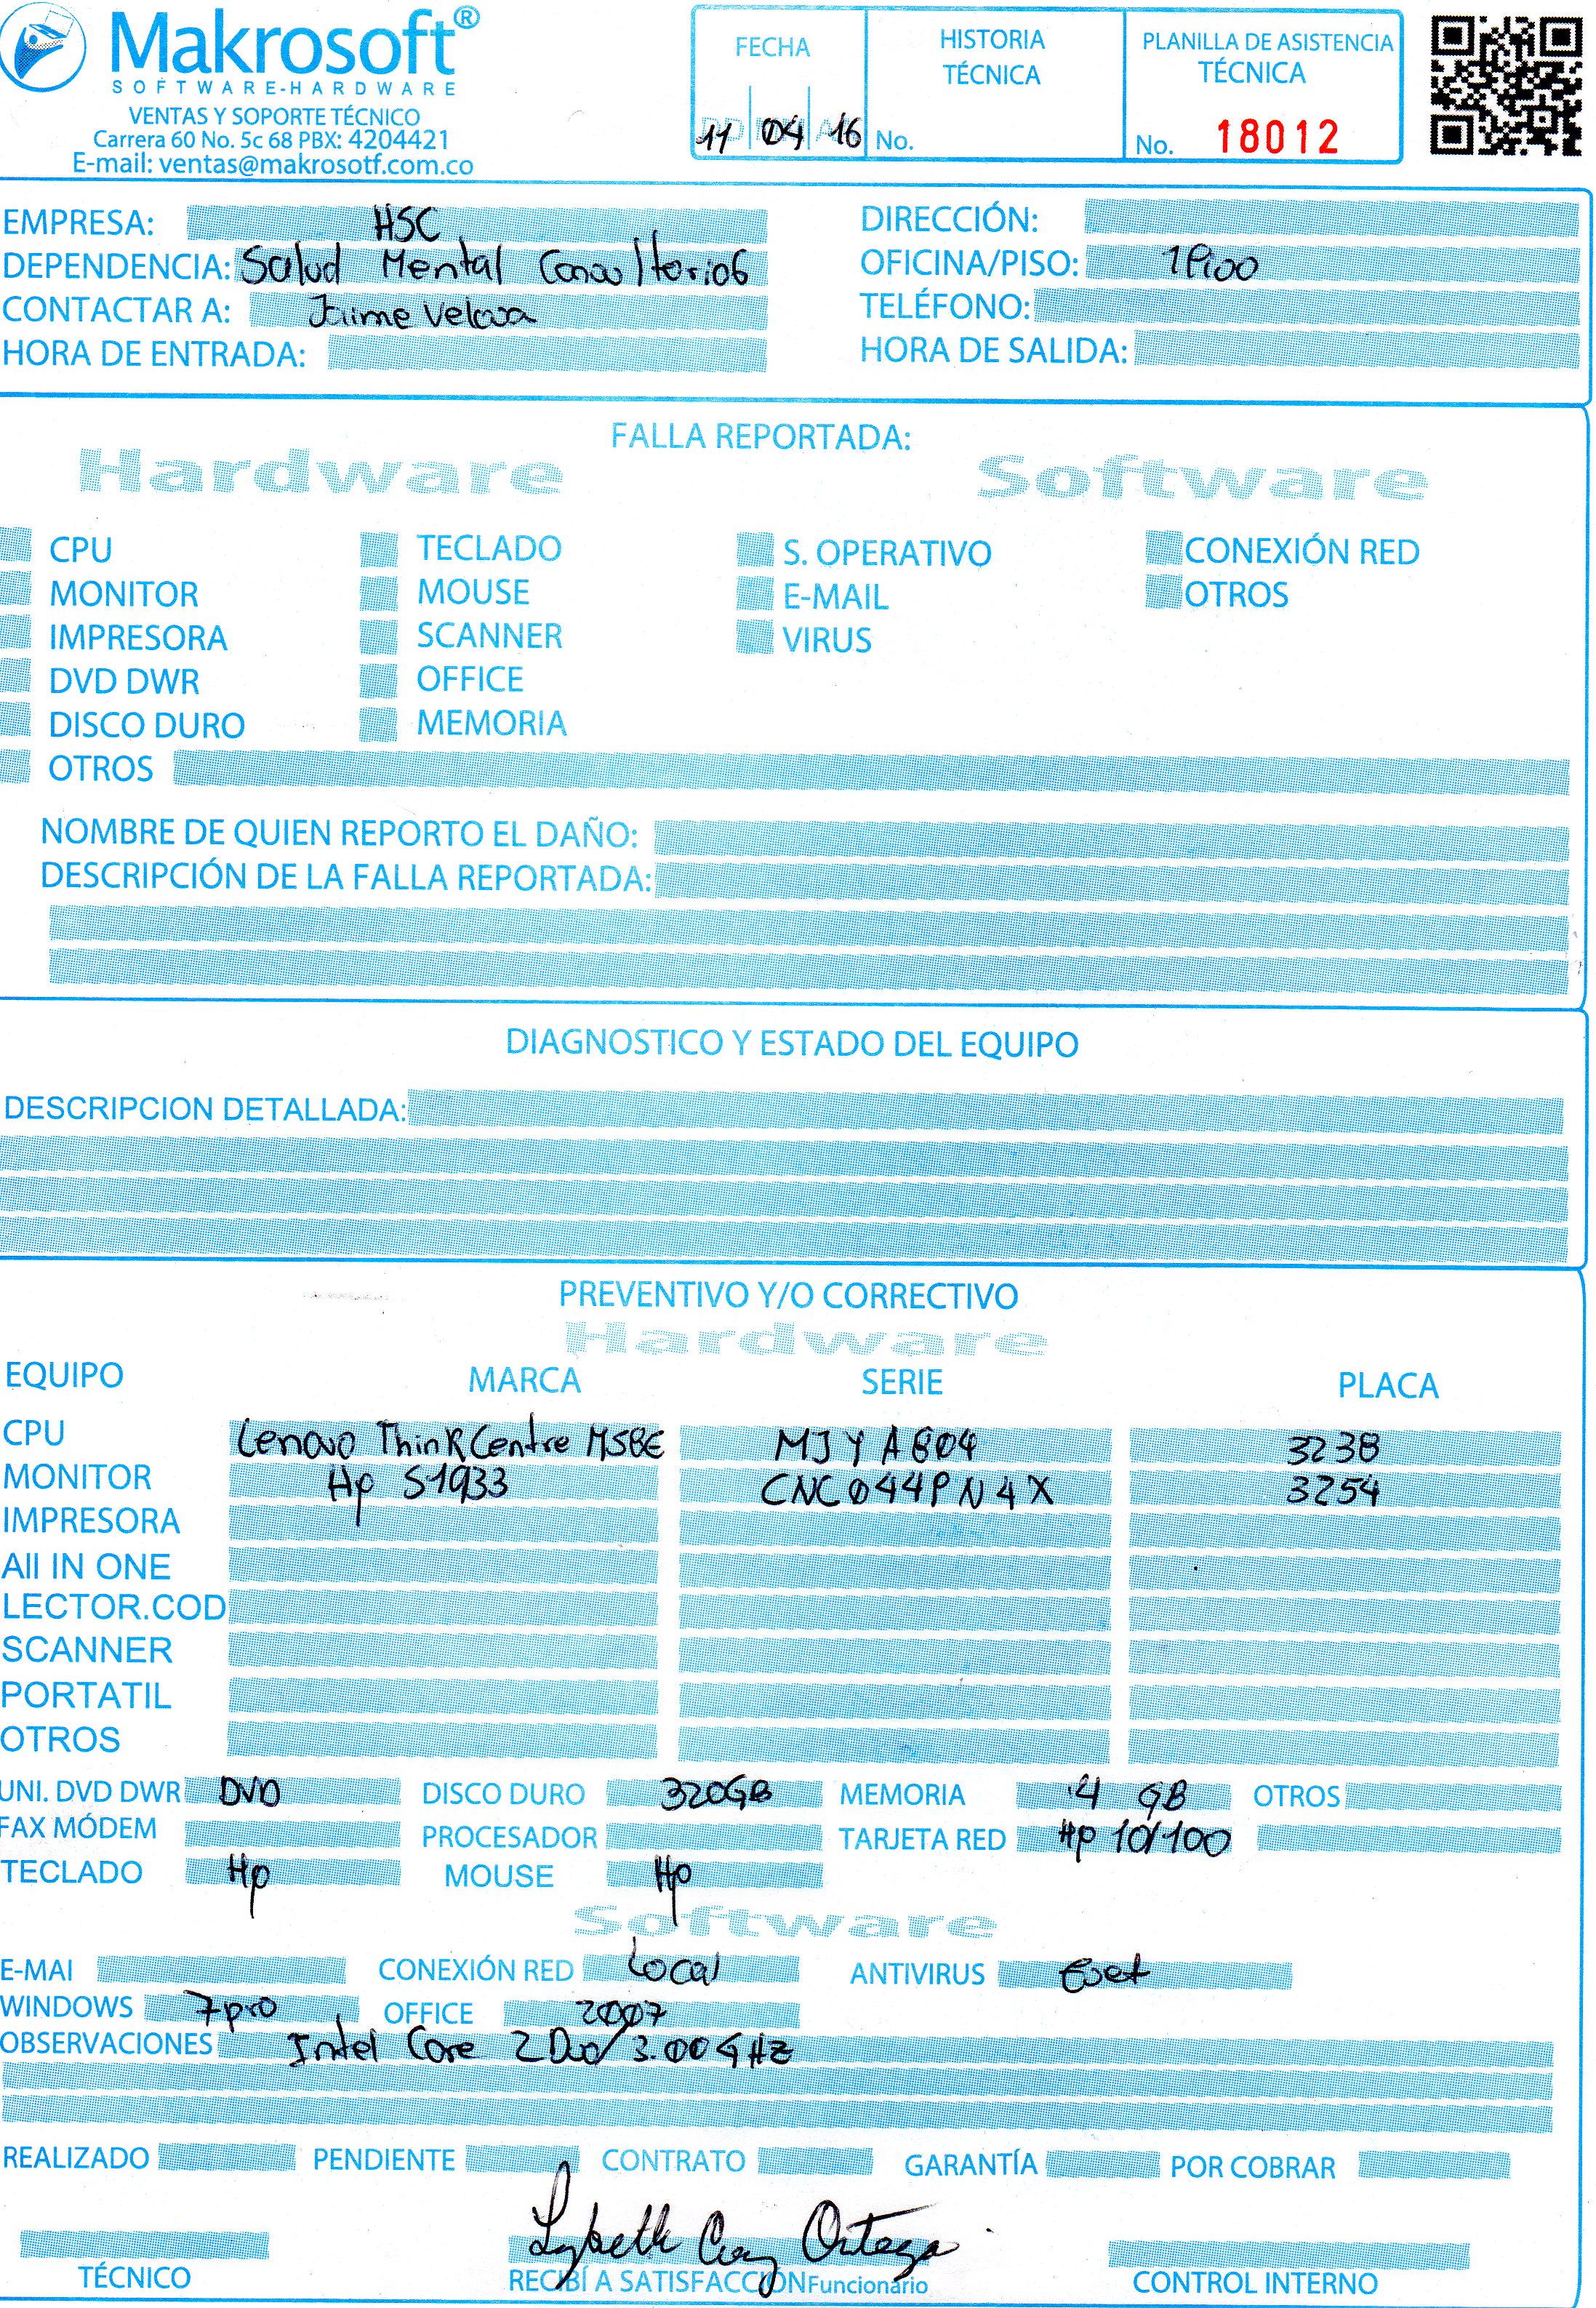 Makrosoft®
SOFTWARE-HARDWARE
VENTAS Y SOPORTE TÉCNICO
Carrera 60 No. 5c 68 PBX: 4204421
E-mail: ventas@makrosotf.com.co
FECHA
11 04 16
HISTORIA
TÉCNICA
No.
PLANILLA DE ASISTENCIA
TÉCNICA
No. 18012
EMPRESA: HSC
DIRECCIÓN:
DEPENDENCIA: Salud Mental Consultorio6
OFICINA/PISO: 1Piso
CONTACTAR A: Jaime
TELÉFONO:
HORA DE ENTRADA:
HORA DE SALIDA:
FALLA REPORTADA:
Hardware Software
CPU TECLADO S. OPERATIVO CONEXIÓN RED
MONITOR MOUSE E-MAIL OTROS
IMPRESORA SCANNER VIRUS
DVD DWR OFFICE
DISCO DURO MEMORIA
OTROS
NOMBRE DE QUIEN REPORTO EL DAÑO:
DESCRIPCIÓN DE LA FALLA REPORTADA:
DIAGNOSTICO Y ESTADO DEL EQUIPO
DESCRIPCION DETALLADA:
PREVENTIVO Y/O CORRECTIVO
Hardware
EQUIPO MARCA SERIE PLACA
CPU Lenovo ThinkCentre M58E MJYA804 3238
MONITOR Hp S1933 CNC044PN4X 3254
IMPRESORA
All IN ONE
LECTOR.COD
SCANNER
PORTATIL
OTROS
UNI. DVD DWR DVD DISCO DURO 320GB MEMORIA 4 GB OTROS
FAX MÓDEM PROCESADOR TARJETA RED Hp 10/100
TECLADO Hp MOUSE Hp
Software
E-MAI CONEXIÓN RED Local ANTIVIRUS Eset
WINDOWS 7pro OFFICE 2007
OBSERVACIONES Intel Core 2 Duo/3.00GHz
REALIZADO PENDIENTE CONTRATO GARANTÍA POR COBRAR
Ortega
TÉCNICO RECIBÍ A SATISFACCIÓN Funcionario CONTROL INTERNO